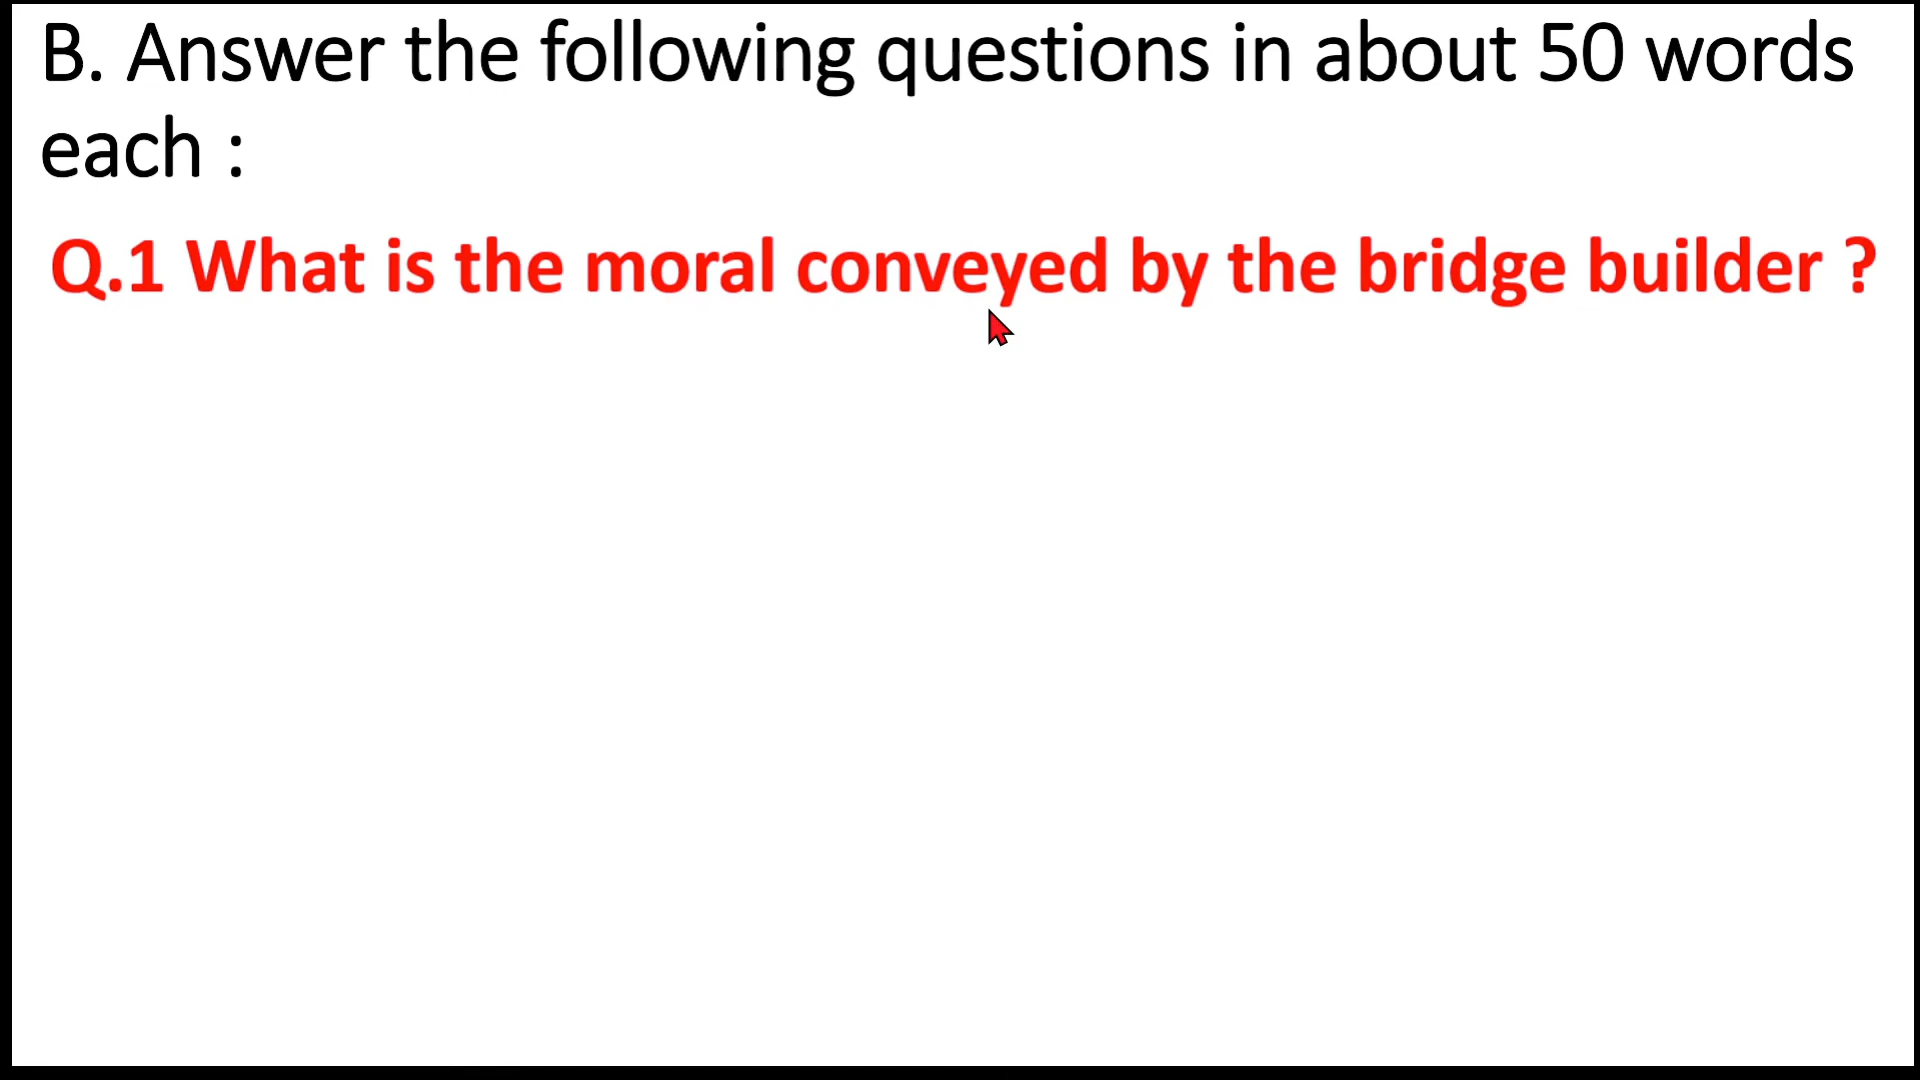 B. Answer the following questions in about 50 words
each :
Q.1 What is the moral conveyed by the bridge builder ?